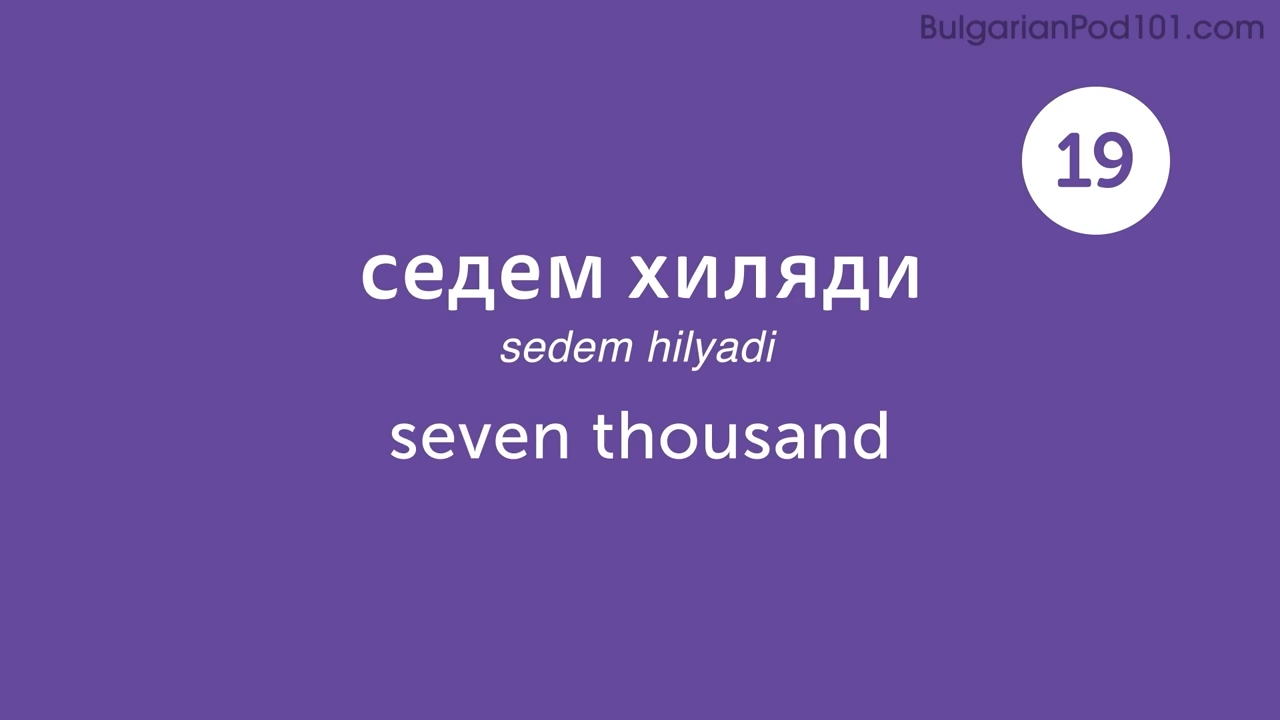 BulgarianPod101.com
19
седем хиляди
sedem hilyadi
seven thousand